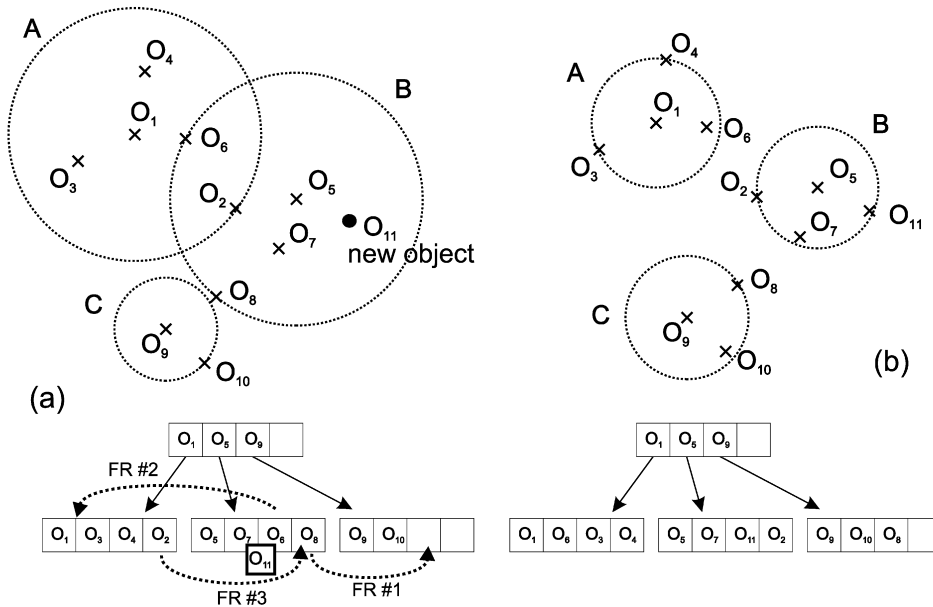 A
O4
O1
O6
O3
B
O2
O5
O7
O11
new object
C
O8
O9
O10
(a)
O1 O5 O9
FR #2
O1 O3 O4 O2
O5 O7 O6 O8
O9 O10
O11
FR #3
FR #1
O4
A
O1
O6
O3
B
O2
O5
O7
O11
C
O8
O9
O10
(b)
O1 O5 O9
O1 O6 O3 O4
O5 O7 O11 O2
O9 O10 O8